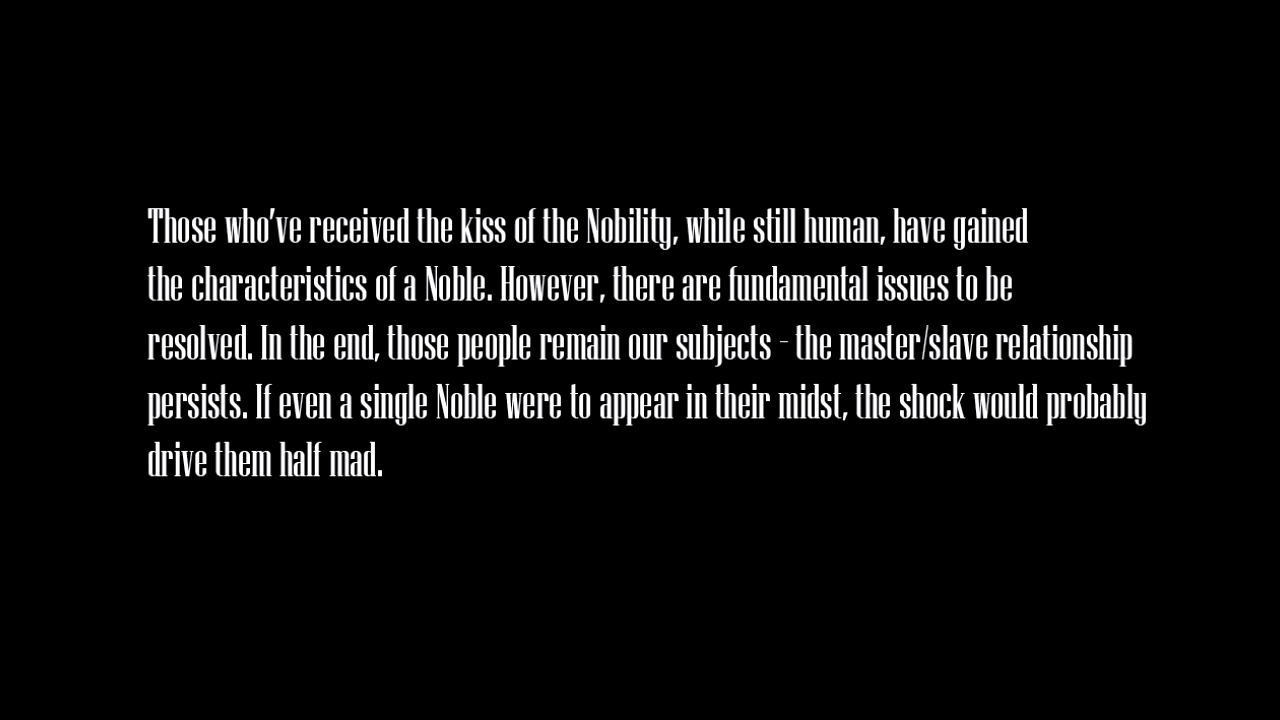 Those who've received the kiss of the Nobility, while still human, have gained
the characteristics of a Noble. However, there are fundamental issues to be
resolved. In the end, those people remain our subjects - the master/slave relationship
persists. If even a single Noble were to appear in their midst, the shock would probably
drive them half mad.